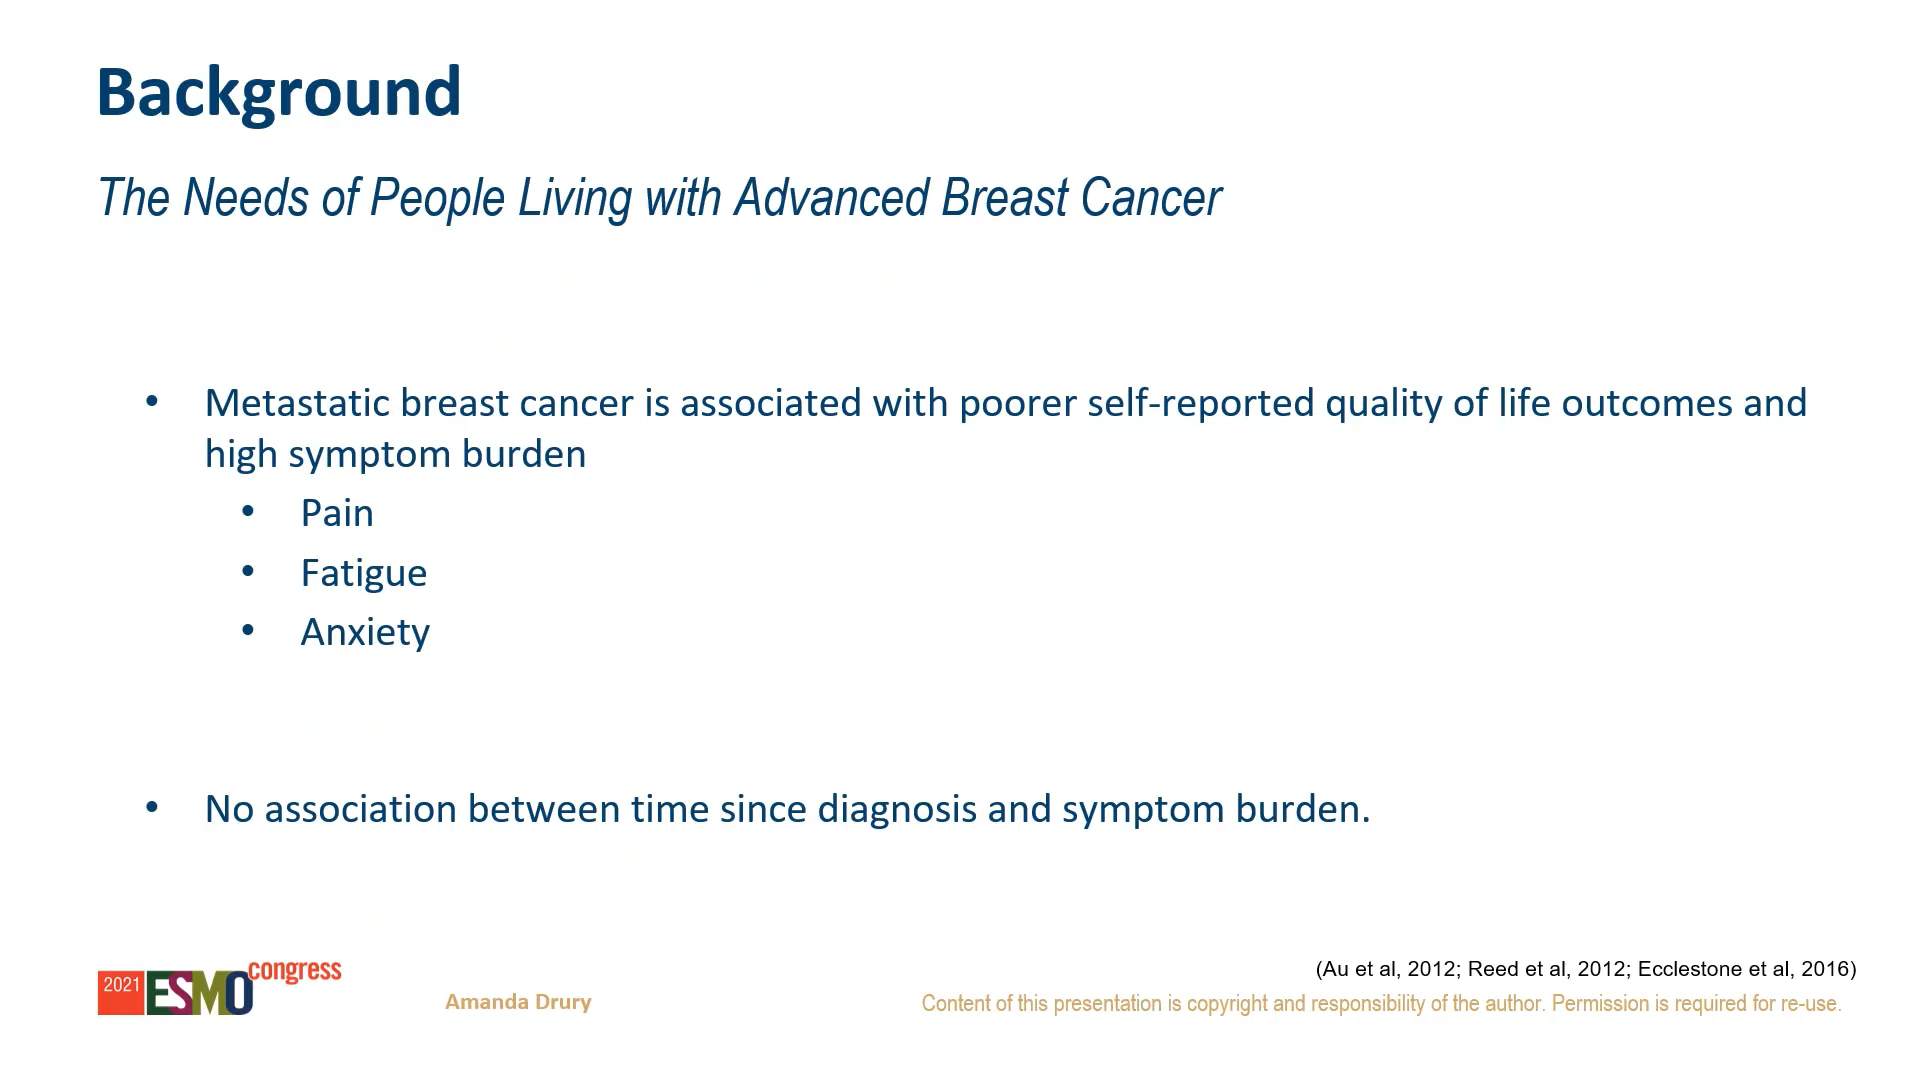 Background
The Needs of People Living with Advanced Breast Cancer
• Metastatic breast cancer is associated with poorer self-reported quality of life outcomes and
high symptom burden
• Pain
• Fatigue
• Anxiety
• No association between time since diagnosis and symptom burden.
(Au et al, 2012; Reed et al, 2012; Ecclestone et al, 2016)
2021 ESMO congress
Amanda Drury
Content of this presentation is copyright and responsibility of the author. Permission is required for re-use.